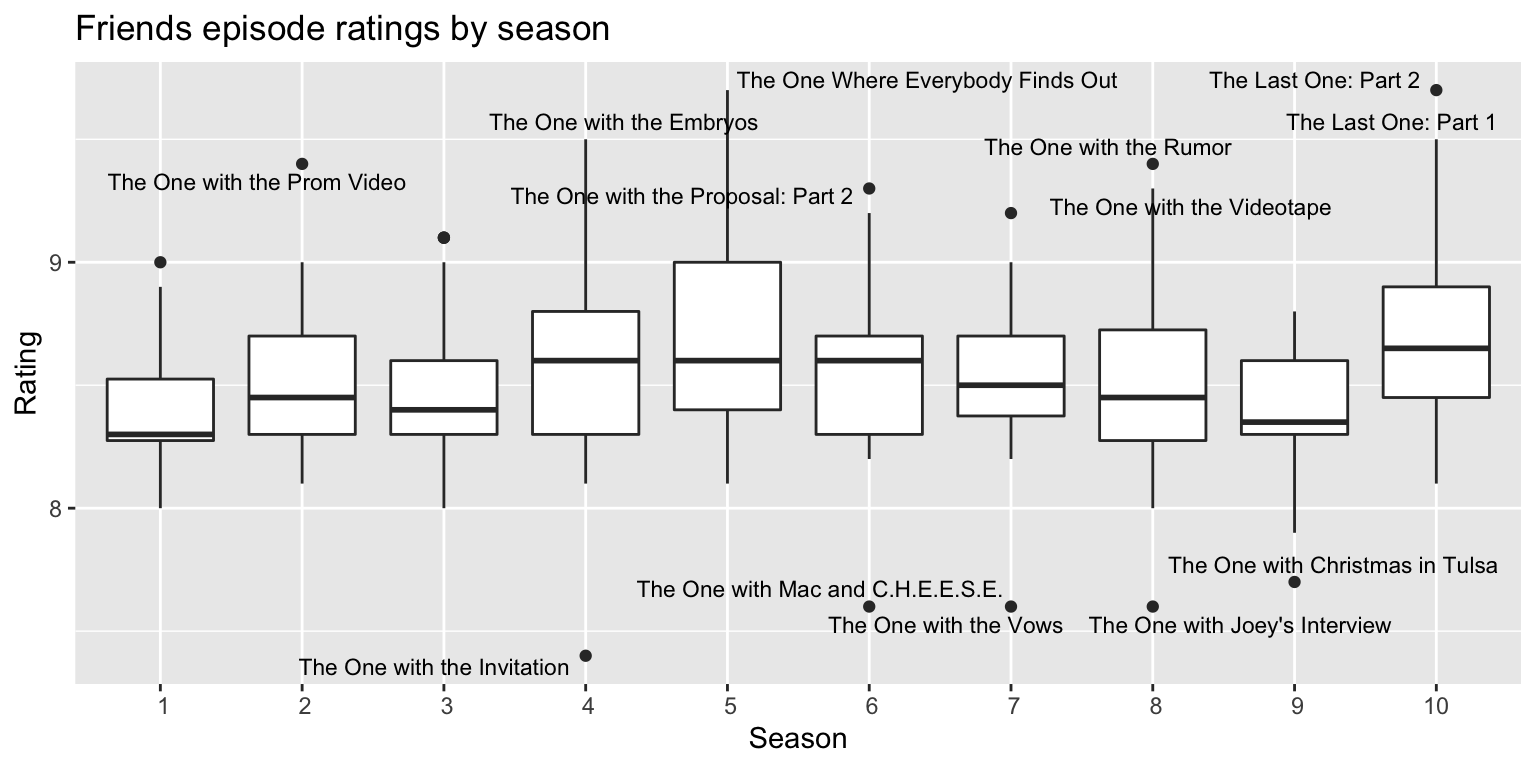 Friends episode ratings by season
The One Where Everybody Finds Out
The Last One: Part 2
The One with the Embryos
The Last One: Part 1
The One with the Rumor
The One with the Prom Video
The One with the Proposal: Part 2
The One with the Videotape
9
Rating
8
The One with Christmas in Tulsa
The One with Mac and C.H.E.E.S.E.
The One with the Vows
The One with Joey's Interview
The One with the Invitation
1 2 3 4 5 6 7 8 9 10
Season